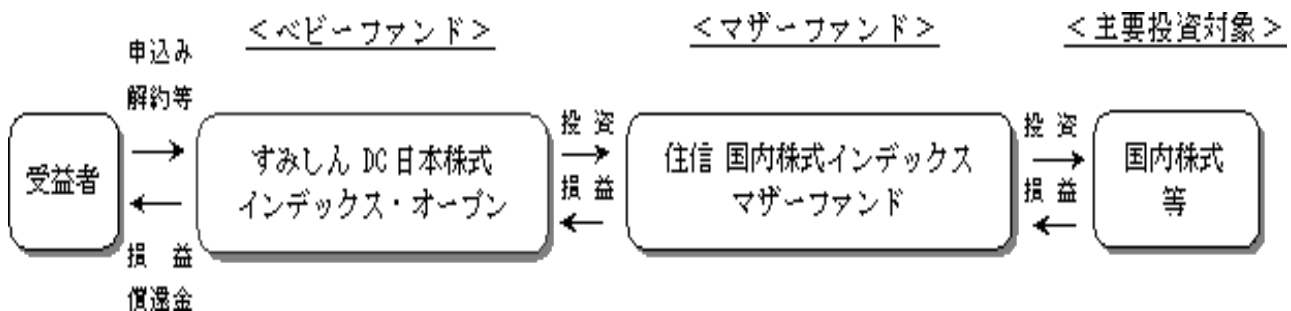 <ベビーファンド>
<マザーファンド>
<主要投資対象>
申込み
解約等
受益者
損 益
償還金
すみしん DC 日本株式
インデックス・オープン
投 資
損 益
住信 国内株式インデックス
マザーファンド
投 資
損 益
国内株式
等